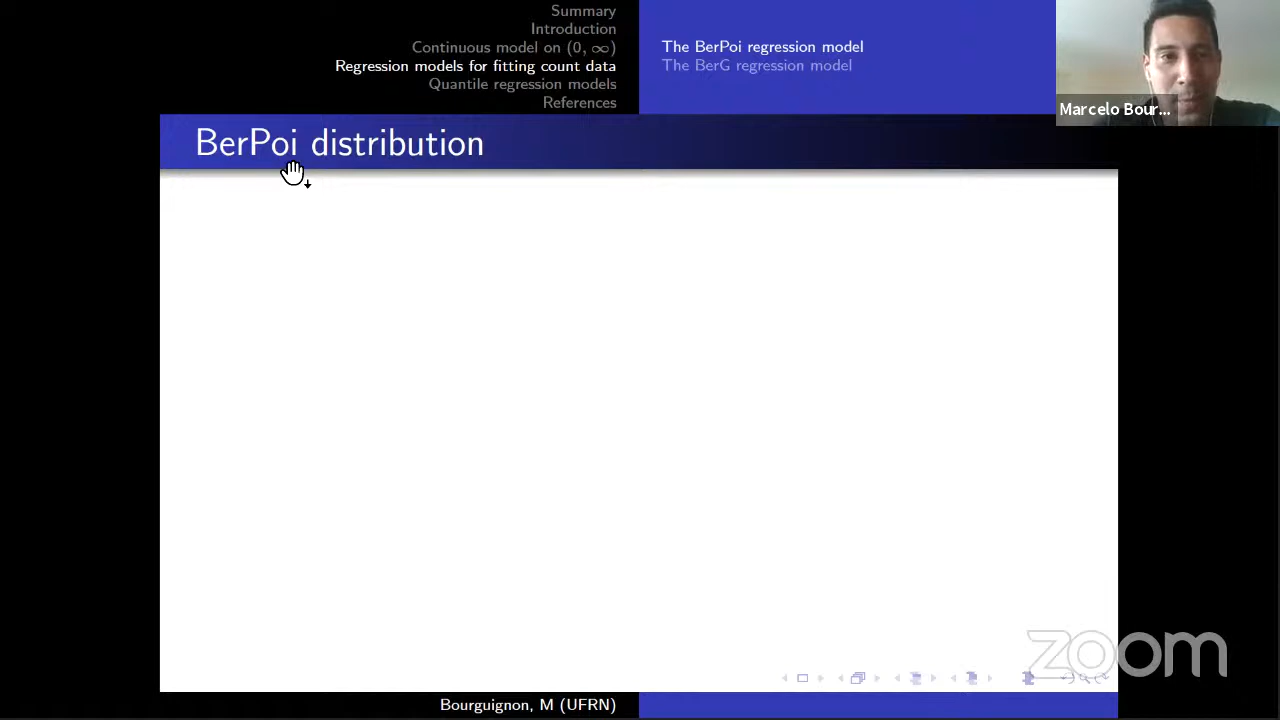 Summary
Introduction
Continuous model on (0, ∞)
Regression models for fitting count data
Quantile regression models
References
The BerPoi regression model
The BerG regression model
Marcelo Bour...
BerPoi distribution
zoom
Bourguignon, M (UFRN)